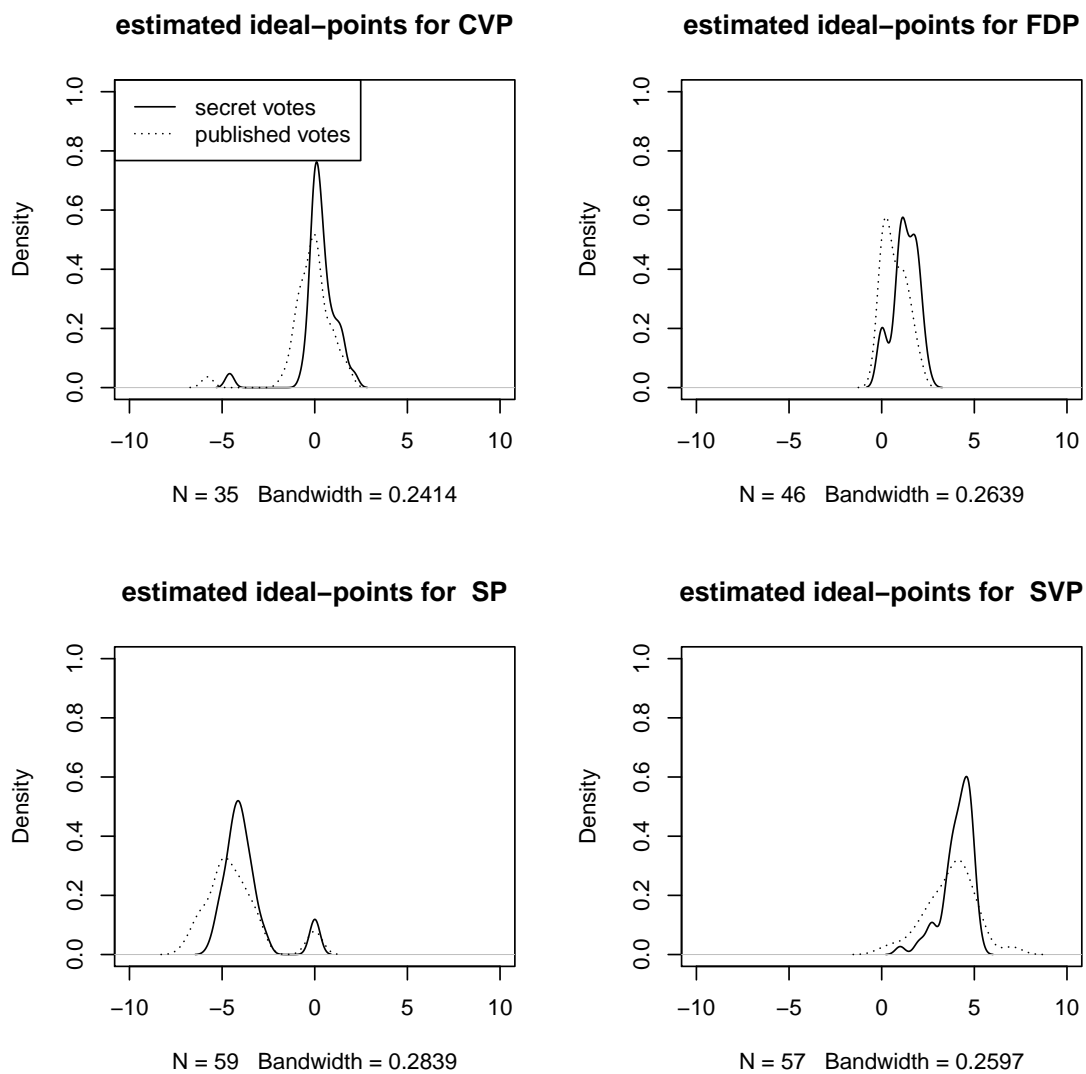 estimated ideal−points for CVP
secret votes
published votes
Density
0.0 0.2 0.4 0.6 0.8 1.0
−10 −5 0 5 10
N = 35 Bandwidth = 0.2414
estimated ideal−points for FDP
Density
0.0 0.2 0.4 0.6 0.8 1.0
−10 −5 0 5 10
N = 46 Bandwidth = 0.2639
estimated ideal−points for SP
Density
0.0 0.2 0.4 0.6 0.8 1.0
−10 −5 0 5 10
N = 59 Bandwidth = 0.2839
estimated ideal−points for SVP
Density
0.0 0.2 0.4 0.6 0.8 1.0
−10 −5 0 5 10
N = 57 Bandwidth = 0.2597